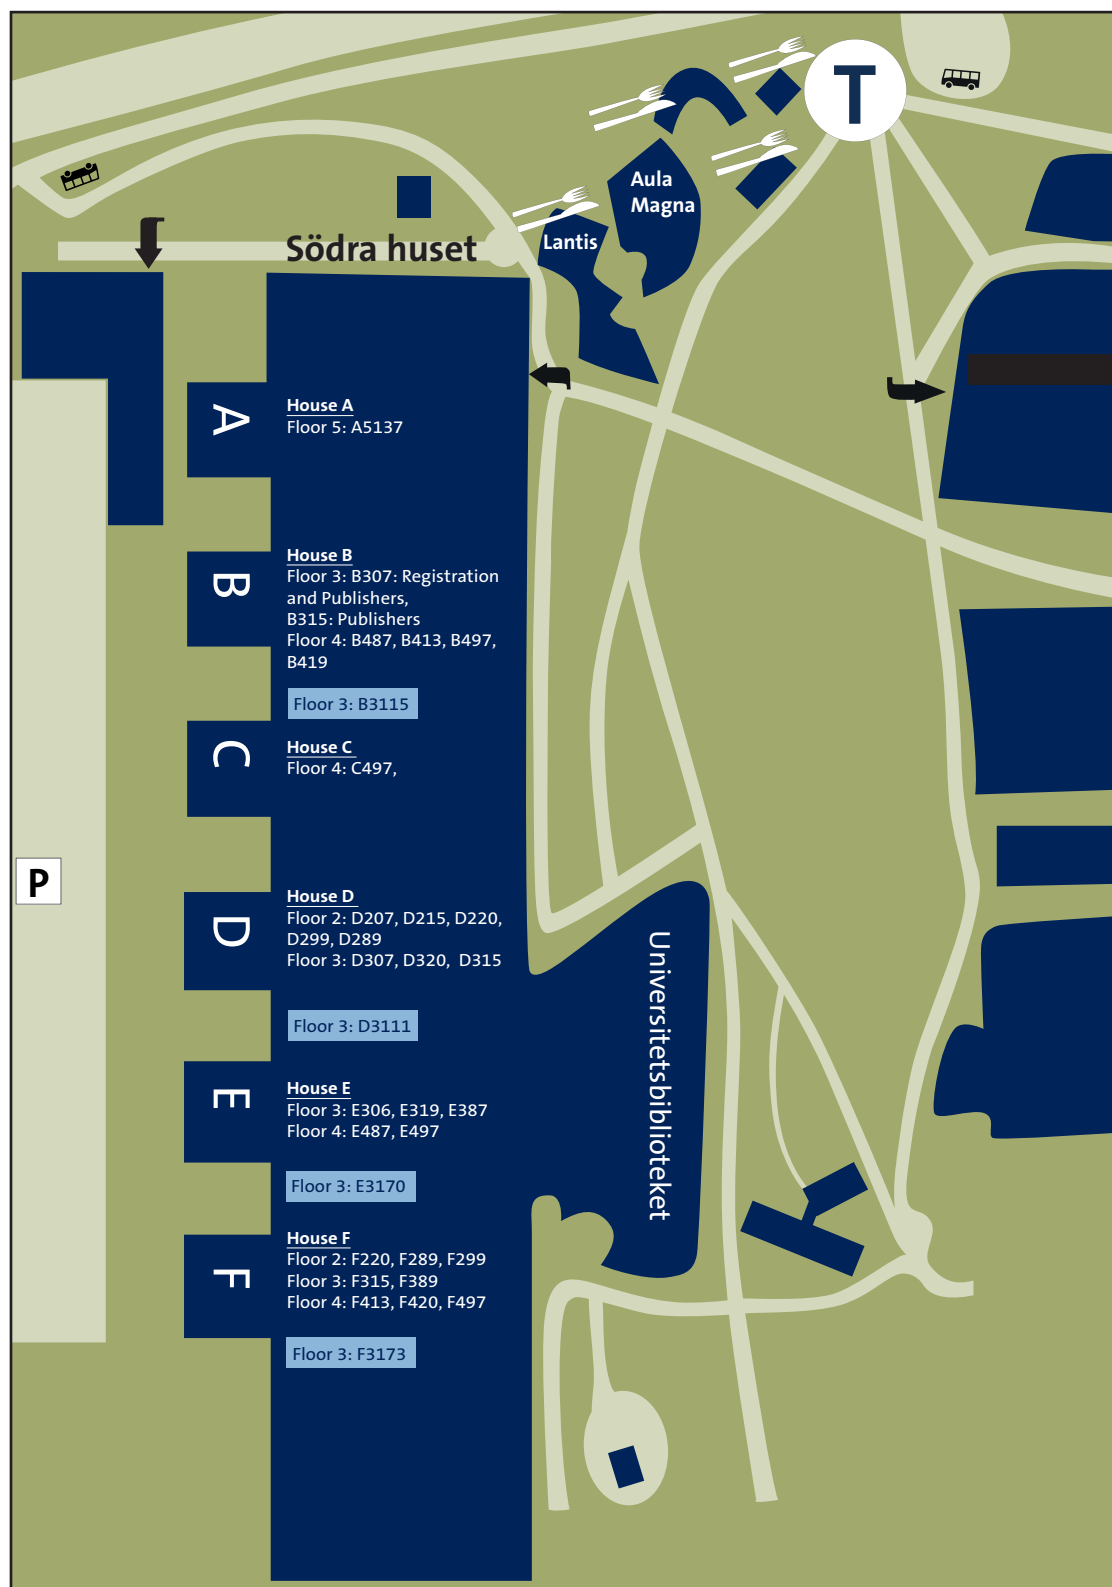 T
Aula
Magna
Lantis
Södra huset
A
House A
Floor 5: A5137
B
House B
Floor 3: B307: Registration
and Publishers,
B315: Publishers
Floor 4: B487, B413, B497,
B419
Floor 3: B3115
C
House C
Floor 4: C497,
P
D
House D
Floor 2: D207, D215, D220,
D299, D289
Floor 3: D307, D320, D315
Universitetsbiblioteket
Floor 3: D3111
E
House E
Floor 3: E306, E319, E387
Floor 4: E487, E497
Floor 3: E3170
F
House F
Floor 2: F220, F289, F299
Floor 3: F315, F389
Floor 4: F413, F420, F497
Floor 3: F3173